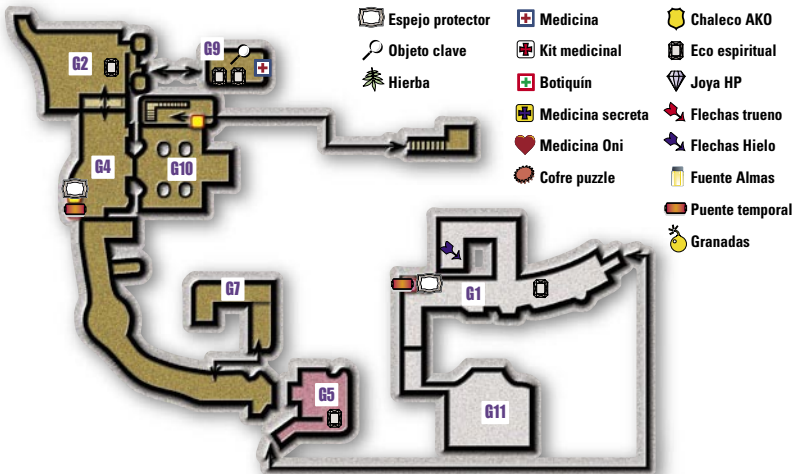 Espejo protector
Objeto clave
Hierba
Medicina
Kit medicinal
Botiquín
Medicina secreta
Medicina Oni
Cofre puzzle
Chaleco AKO
Eco espiritual
Joya HP
Flechas trueno
Flechas Hielo
Fuente Almas
Puente temporal
Granadas
G2
G9
G4
G10
G7
G1
G5
G11